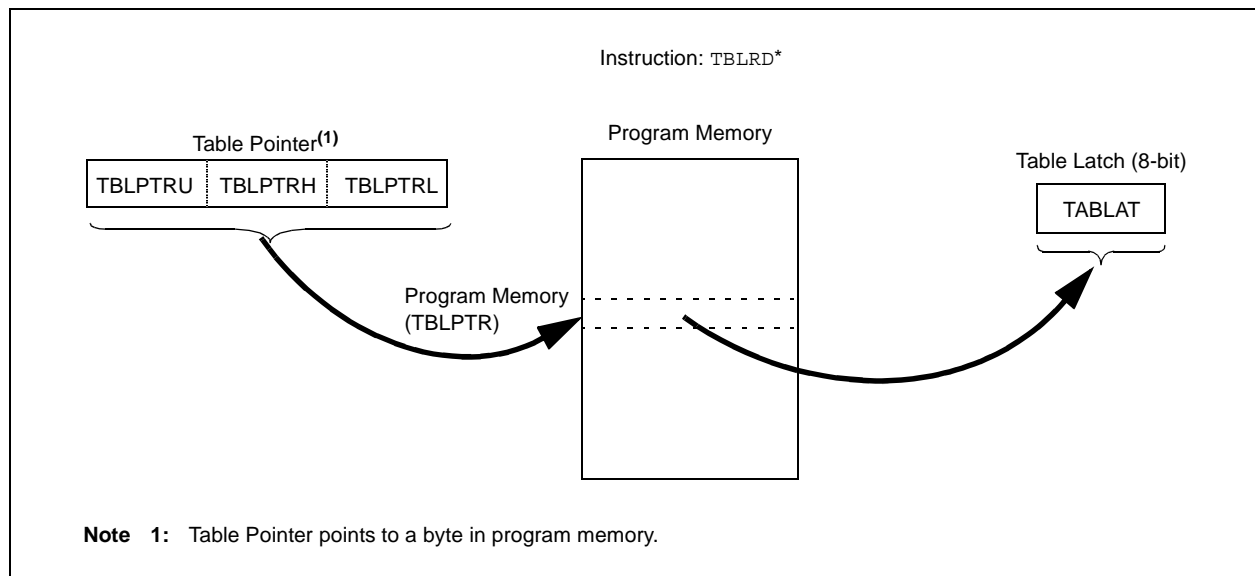 Instruction: TBLRD*
Table Pointer(1)
Program Memory
Table Latch (8-bit)
TBLPTRU TBLPTRH TBLPTRL
TABLAT
Program Memory
(TBLPTR)
Note 1: Table Pointer points to a byte in program memory.